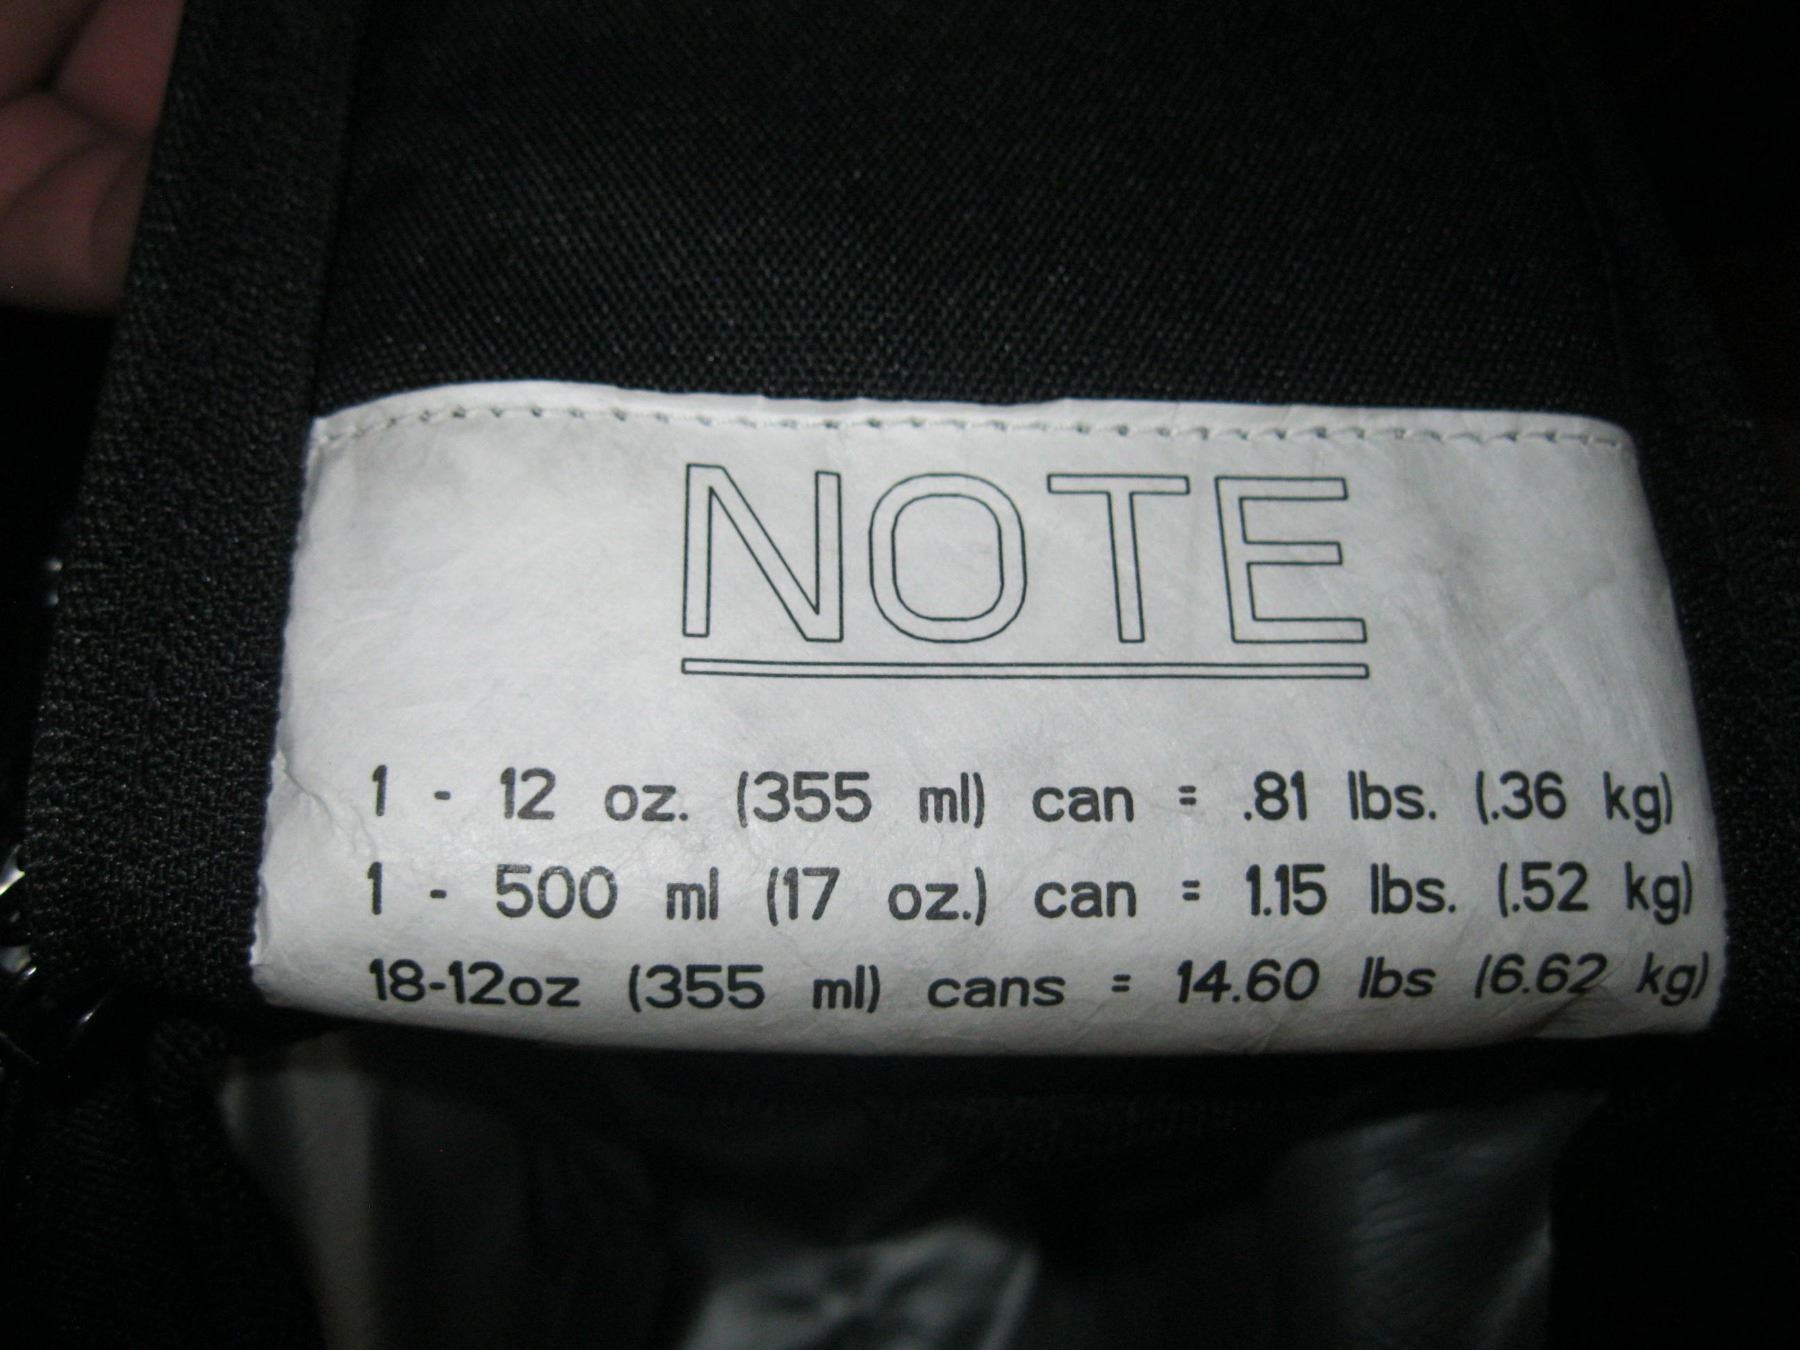 NOTE
1 - 12 oz. (355 ml) can = .81 lbs. (.36 kg)
1 - 500 ml (17 oz.) can = 1.15 lbs. (.52 kg)
18-12oz (355 ml) cans = 14.60 lbs (6.62 kg)